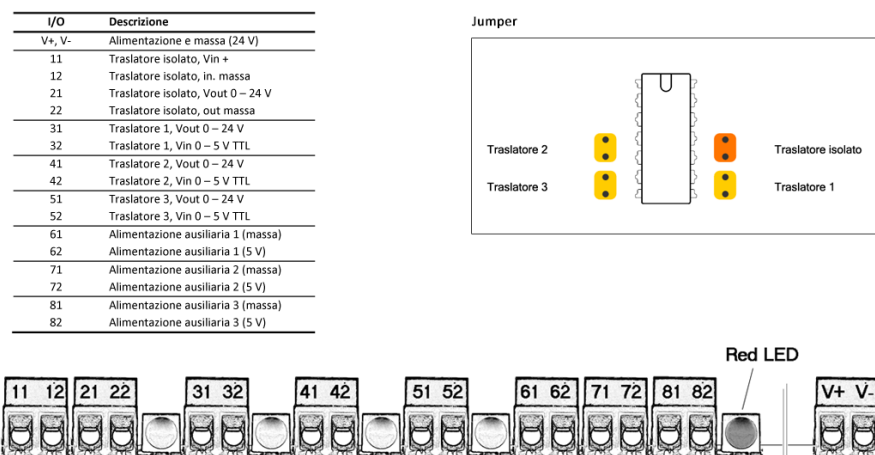 I/O Descrizione
V+, V- Alimentazione e massa (24 V)
11 Traslatore isolato, Vin +
12 Traslatore isolato, in. massa
21 Traslatore isolato, Vout 0 – 24 V
22 Traslatore isolato, out massa
31 Traslatore 1, Vout 0 – 24 V
32 Traslatore 1, Vin 0 – 5 V TTL
41 Traslatore 2, Vout 0 – 24 V
42 Traslatore 2, Vin 0 – 5 V TTL
51 Traslatore 3, Vout 0 – 24 V
52 Traslatore 3, Vin 0 – 5 V TTL
61 Alimentazione ausiliaria 1 (massa)
62 Alimentazione ausiliaria 1 (5 V)
71 Alimentazione ausiliaria 2 (massa)
72 Alimentazione ausiliaria 2 (5 V)
81 Alimentazione ausiliaria 3 (massa)
82 Alimentazione ausiliaria 3 (5 V)
Jumper
Traslatore 2 Traslatore isolato
Traslatore 3 Traslatore 1
Red LED
11 12 21 22 31 32 41 42 51 52 61 62 71 72 81 82 V+ V-